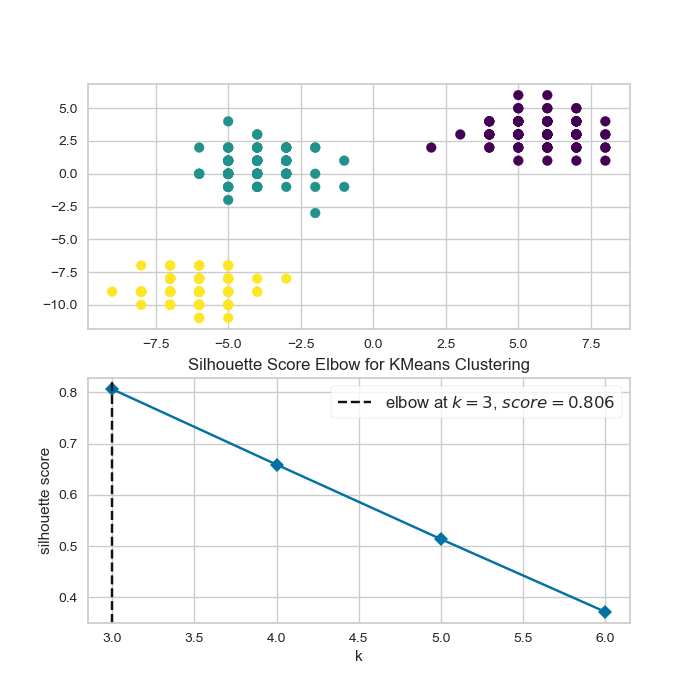 5.0
2.5
0.0
−2.5
−5.0
−7.5
−10.0
−7.5 −5.0 −2.5 0.0 2.5 5.0 7.5
Silhouette Score Elbow for KMeans Clustering
elbow at k = 3, score = 0.806
0.8
0.7
0.6
0.5
0.4
silhouette score
3.0 3.5 4.0 4.5 5.0 5.5 6.0
k